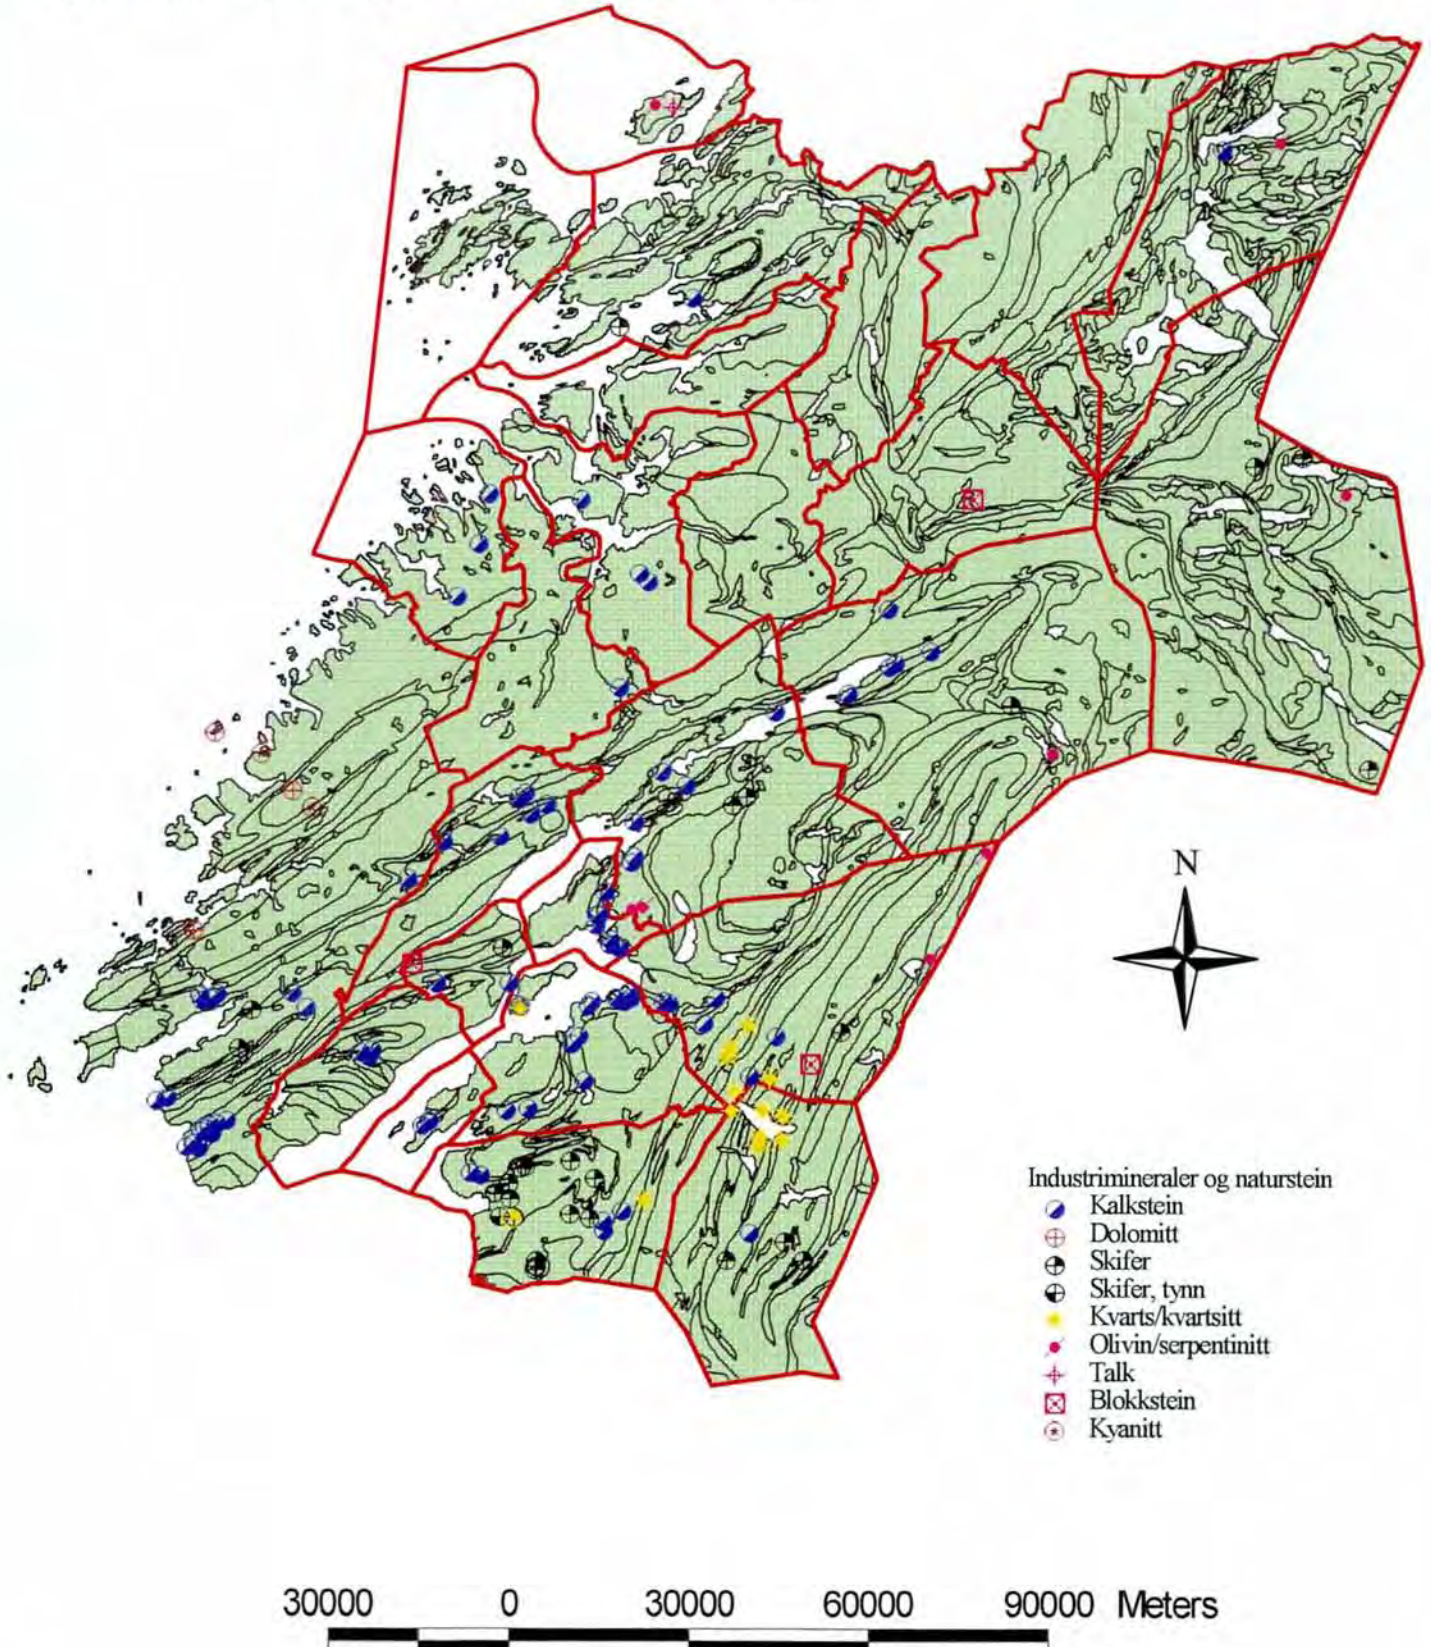 N
Industrimineraler og naturstein
Kalkstein
Dolomitt
Skifer
Skifer, tynn
Kvarts/kvartsitt
Olivin/serpentinitt
Talk
Blokkstein
Kyanitt
30000 0 30000 60000 90000 Meters